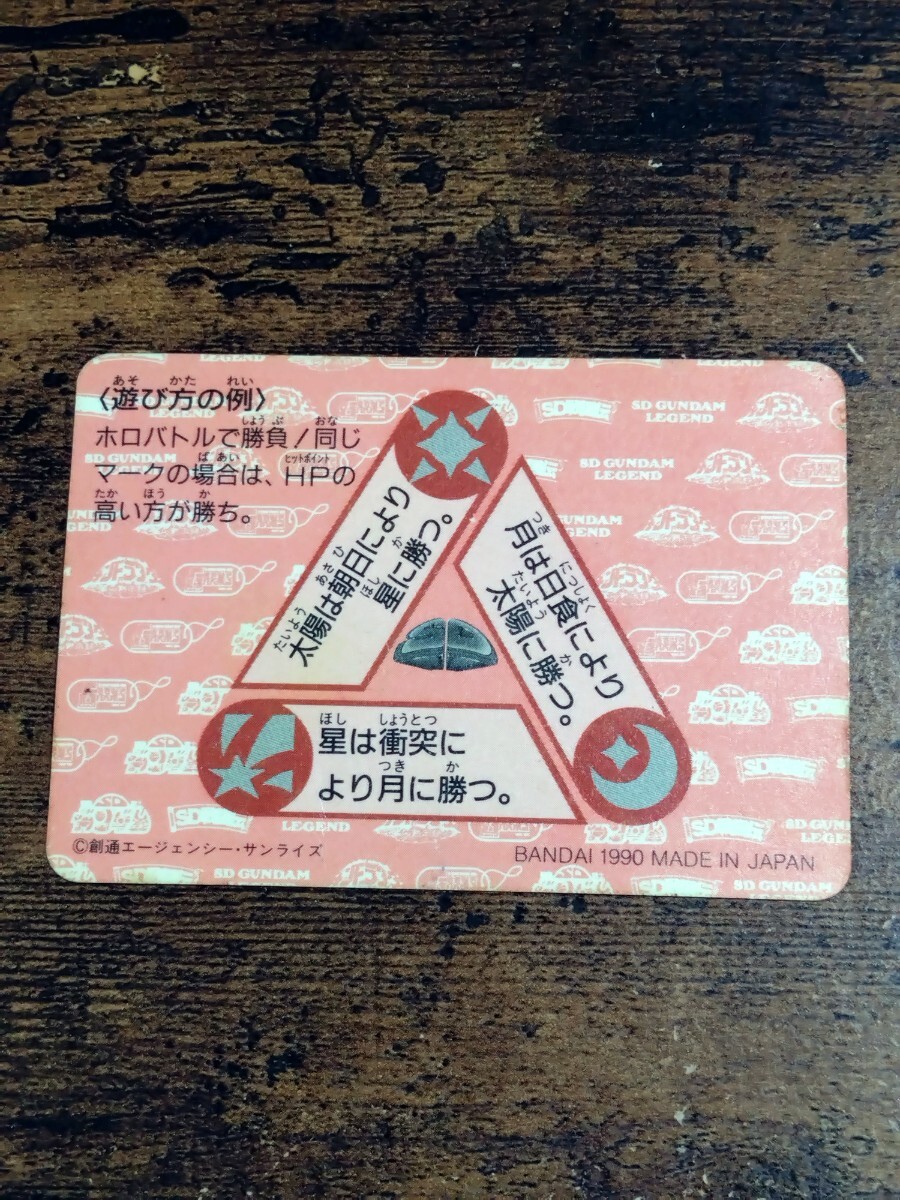 〈遊び方の例〉
ホロバトルで勝負!同じ
マークの場合は、HPの
高い方が勝ち。
太陽は朝日により
星に勝つ。
月は日食により
太陽に勝つ。
星は衝突に
より月に勝つ。
©創通エージェンシー・サンライズ
BANDAI 1990 MADE IN JAPAN
SD GUNDAM
LEGEND